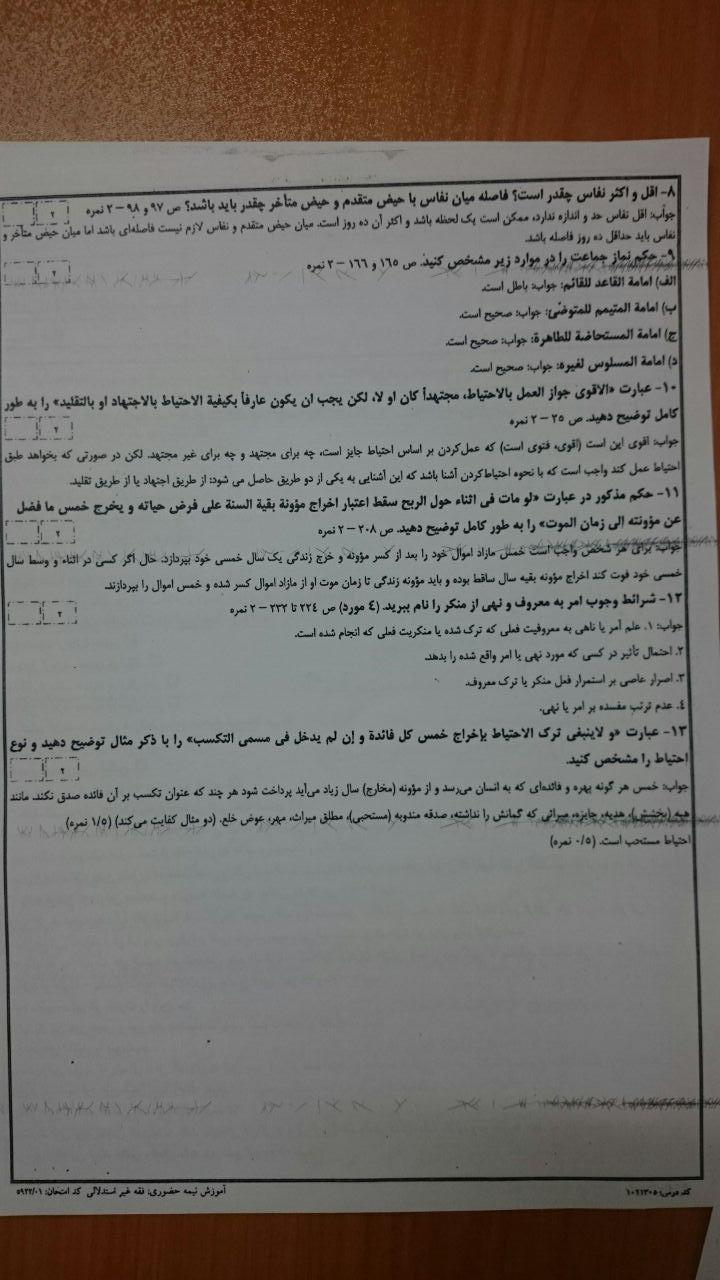 ۸- اقل و اکثر نفاس چقدر است؟ فاصله میان نفاس با حیض متقدم و حیض متأخر چقدر باید باشد؟ ص ۹۷ و ۹۸ – ۲ نمره
۲
جواب: اقل نفاس حد و اندازه ندارد، ممکن است یک لحظه باشد و اکثر آن ده روز است. میان حیض متقدم و نفاس لازم نیست فاصله‌ای باشد اما میان حیض متأخر و
نفاس باید حداقل ده روز فاصله باشد.
۹- حکم نماز جماعت را در موارد زیر مشخص کنید. ص ۱۶۵ و ۱۶۶ – ۲ نمره
۲
الف) امامة القاعد للقائم: جواب: باطل است.
ب) امامة المتیمم للمتوضّئ: جواب: صحیح است.
ج) امامة المستحاضة للطاهرة: جواب: صحیح است.
د) امامة المسلوس لغیره: جواب: صحیح است.
۱۰- عبارت «الاقوی جواز العمل بالاحتیاط، مجتهداً کان او لا، لکن یجب ان یکون عارفاً بکیفیة الاحتیاط بالاجتهاد او بالتقلید» را به طور
کامل توضیح دهید. ص ۳۵ – ۲ نمره
۲
جواب: اقوی این است (اقوی، فتوی است) که عمل‌کردن بر اساس احتیاط جایز است، چه برای مجتهد و چه برای غیر مجتهد. لکن در صورتی که بخواهد طبق
احتیاط عمل کند واجب است که با نحوه احتیاط‌کردن آشنا باشد که این آشنایی به یکی از دو طریق حاصل می شود: از طریق اجتهاد یا از طریق تقلید.
۱۱- حکم مذکور در عبارت «لو مات فی اثناء حول الربح سقط اعتبار اخراج مؤونة بقیة السنة علی فرض حیاته و یخرج خمس ما فضل
عن مؤونته إلی زمان الموت» را به طور کامل توضیح دهید. ص ۲۰۸ – ۲ نمره
۲
جواب: برای هر شخص واجب است خمس مازاد اموال خود را بعد از کسر مؤونه و خرج زندگی یک سال خمسی خود بپردازد. حال اگر کسی در اثناء و وسط سال
خمسی خود فوت کند اخراج مؤونه بقیه سال ساقط بوده و باید مؤونه زندگی تا زمان موت او از مازاد اموال کسر شده و خمس اموال را بپردازند.
۱۲- شرائط وجوب امر به معروف و نهی از منکر را نام ببرید. (٤ مورد) ص ۲۲٤ تا ۲۳۲ – ۲ نمره
۲
جواب: ۱. علم آمر یا ناهی به معروفیت فعلی که ترک شده یا منکریت فعلی که انجام شده است.
۲. احتمال تأثیر در کسی که مورد نهی یا امر واقع شده را بدهد.
۳. اصرار عاصی بر استمرار فعل منکر یا ترک معروف.
٤. عدم ترتب مفسده بر امر یا نهی.
۱۳- عبارت «و لاینبغی ترک الاحتیاط بإخراج خمس کل فائدة و إن لم یدخل فی مسمی التکسب» را با ذکر مثال توضیح دهید و نوع
احتیاط را مشخص کنید.
۲
جواب: خمس هر گونه بهره و فائده‌ای که به انسان می‌رسد و از مؤونه (مخارج) سال زیاد می‌آید پرداخت شود هر چند که عنوان تکسب بر آن فائده صدق نکند. مانند
هبه (بخشش)، هدیه، جایزه، میراثی که گمانش را نداشته، صدقه مندوبه (مستحبی)، مطلق میراث، مهر، عوض خلع. (دو مثال کفایت می‌کند) (۱/۵ نمره)
احتیاط مستحب است. (۰/۵ نمره)
کد درس: ۱۰۲۱۳۰۵
آموزش نیمه حضوری: فقه غیر استدلالی کد امتحان: ۵۹۲۲/۰۱